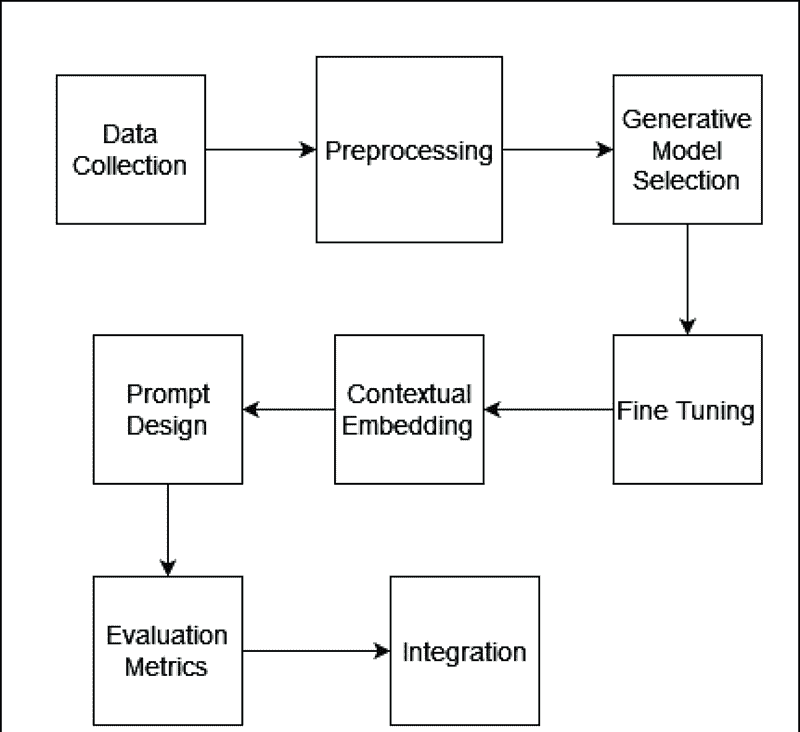 Data
Collection
Preprocessing
Generative
Model
Selection
Prompt
Design
Contextual
Embedding
Fine Tuning
Evaluation
Metrics
Integration